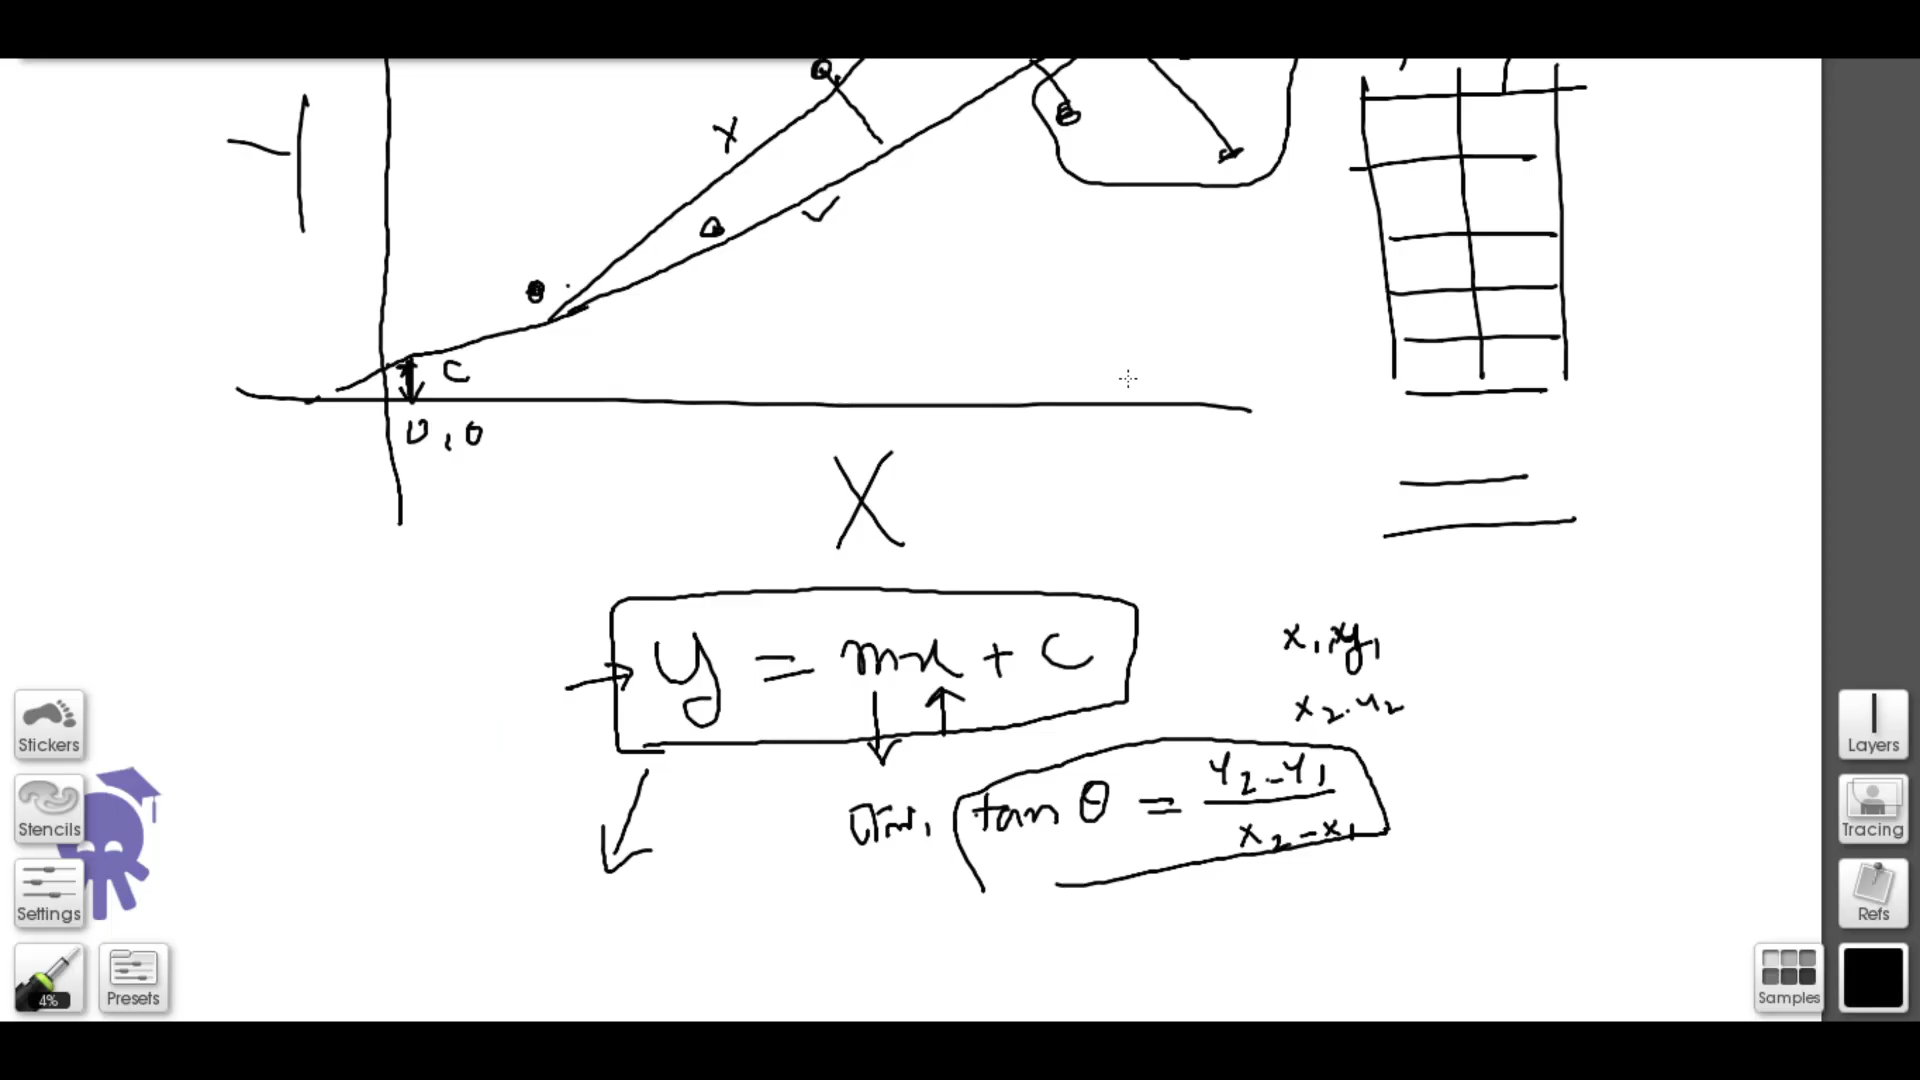 Y
C
0,0
X
y = mx + c
x1, y1
x2, y2
tan θ = Y2-Y1 / X2-X1
Stickers
Stencils
Settings
4%
Presets
Layers
Tracing
Refs
Samples